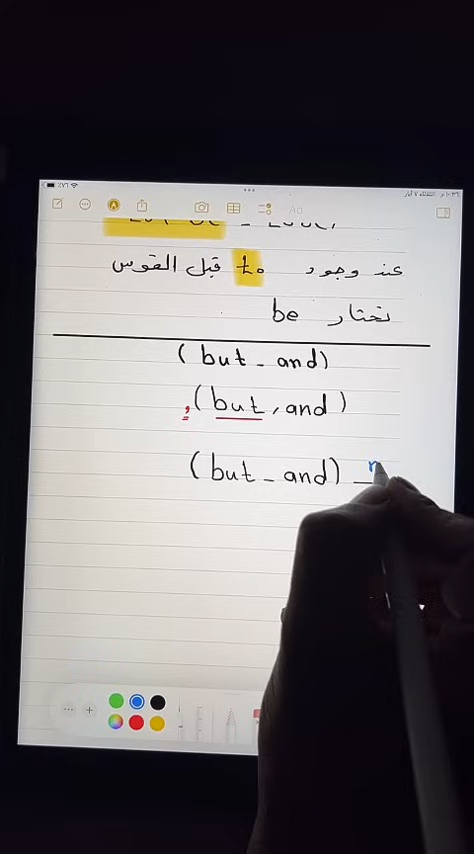 عند وجود to قبل القوس
نختار be
(but - and)
, (but , and)
(but - and)